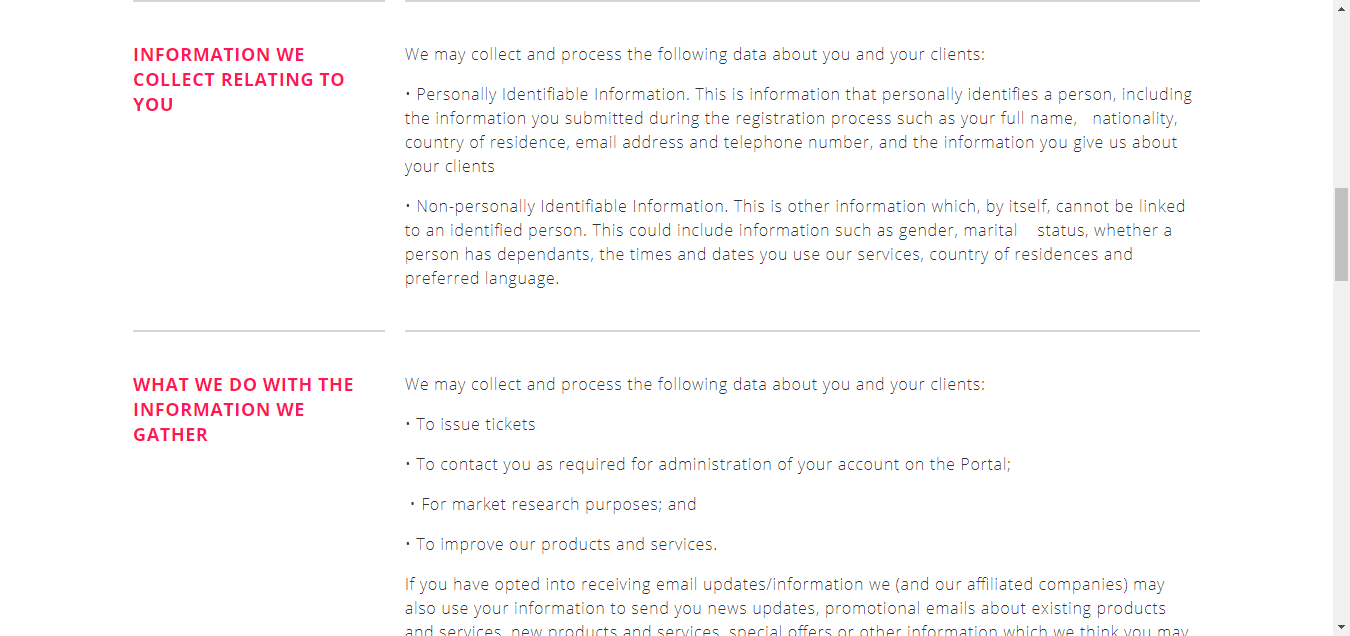 INFORMATION WE
COLLECT RELATING TO
YOU
We may collect and process the following data about you and your clients:
• Personally Identifiable Information. This is information that personally identifies a person, including
the information you submitted during the registration process such as your full name,   nationality,
country of residence, email address and telephone number, and the information you give us about
your clients
• Non-personally Identifiable Information. This is other information which, by itself, cannot be linked
to an identified person. This could include information such as gender, marital    status, whether a
person has dependants, the times and dates you use our services, country of residences and
preferred language.
WHAT WE DO WITH THE
INFORMATION WE
GATHER
We may collect and process the following data about you and your clients:
• To issue tickets
• To contact you as required for administration of your account on the Portal;
• For market research purposes; and
• To improve our products and services.
If you have opted into receiving email updates/information we (and our affiliated companies) may
also use your information to send you news updates, promotional emails about existing products
and services, new products and services, special offers or other information which we think you may